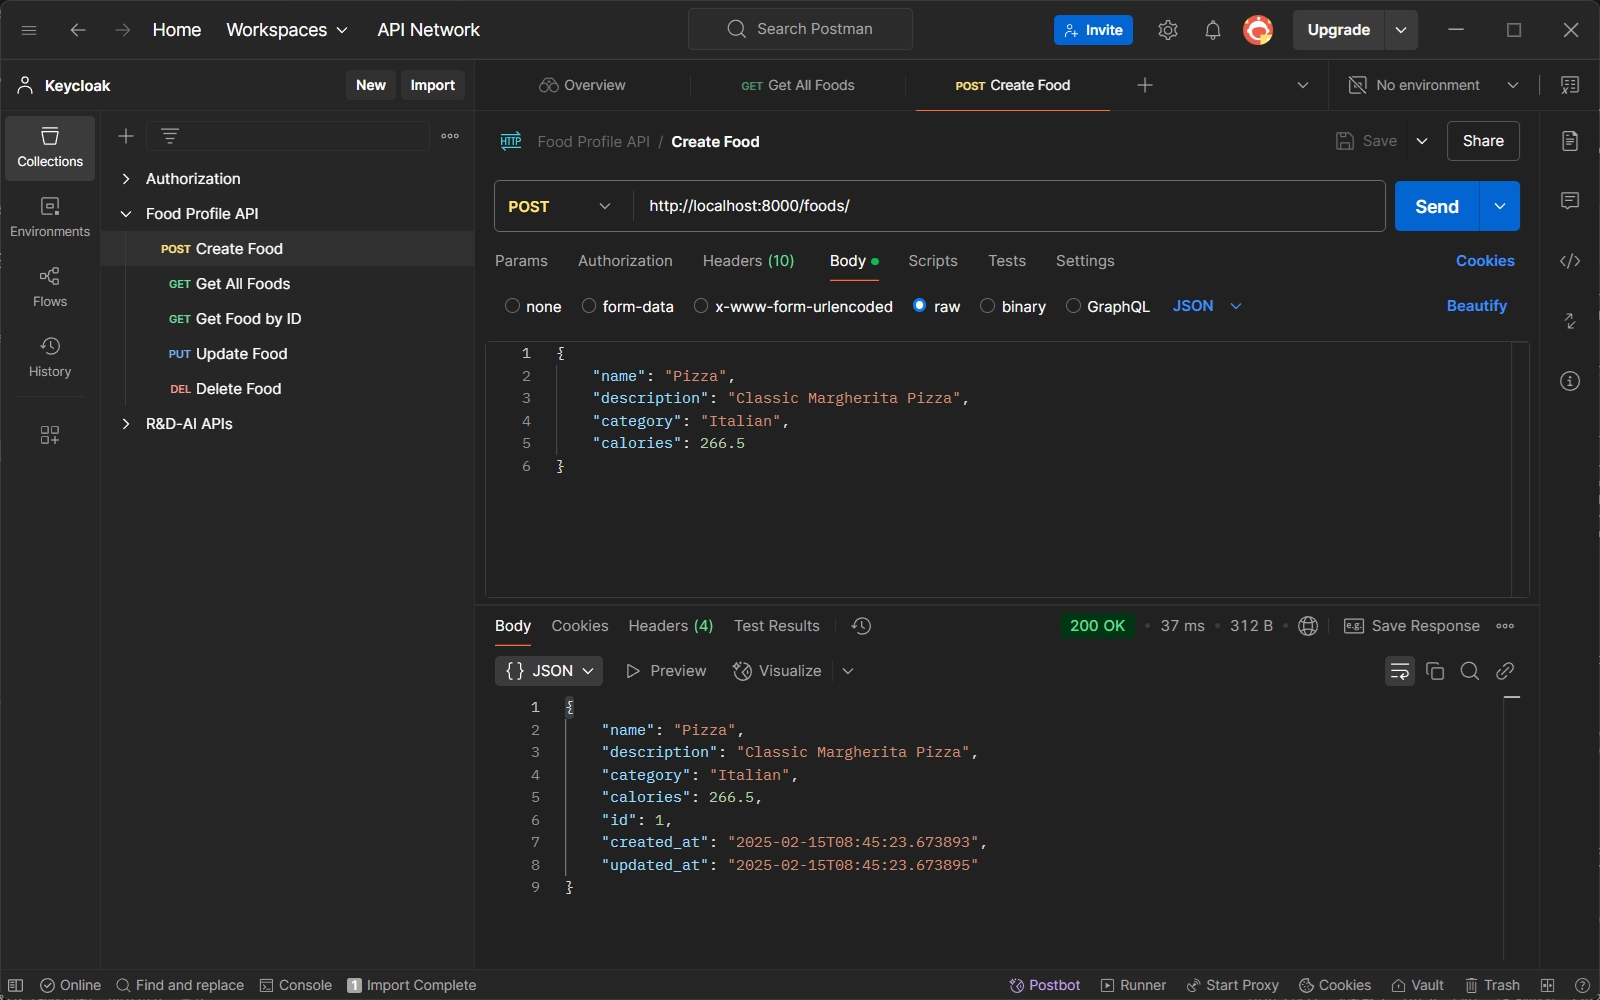 Home Workspaces API Network Search Postman Invite Upgrade
Keycloak New Import Overview GET Get All Foods POST Create Food No environment
Collections
Environments
Flows
History
Authorization
Food Profile API
POST Create Food
GET Get All Foods
GET Get Food by ID
PUT Update Food
DEL Delete Food
R&D-AI APIs
HTTP Food Profile API / Create Food Save Share
POST http://localhost:8000/foods/ Send
Params Authorization Headers (10) Body Scripts Tests Settings Cookies
none form-data x-www-form-urlencoded raw binary GraphQL JSON Beautify
1 {
2 "name": "Pizza",
3 "description": "Classic Margherita Pizza",
4 "category": "Italian",
5 "calories": 266.5
6 }
Body Cookies Headers (4) Test Results 200 OK • 37 ms • 312 B • e.g. Save Response
{} JSON Preview Visualize
1 {
2 "name": "Pizza",
3 "description": "Classic Margherita Pizza",
4 "category": "Italian",
5 "calories": 266.5,
6 "id": 1,
7 "created_at": "2025-02-15T08:45:23.673893",
8 "updated_at": "2025-02-15T08:45:23.673895"
9 }
Online Find and replace Console 1 Import Complete Postbot Runner Start Proxy Cookies Vault Trash